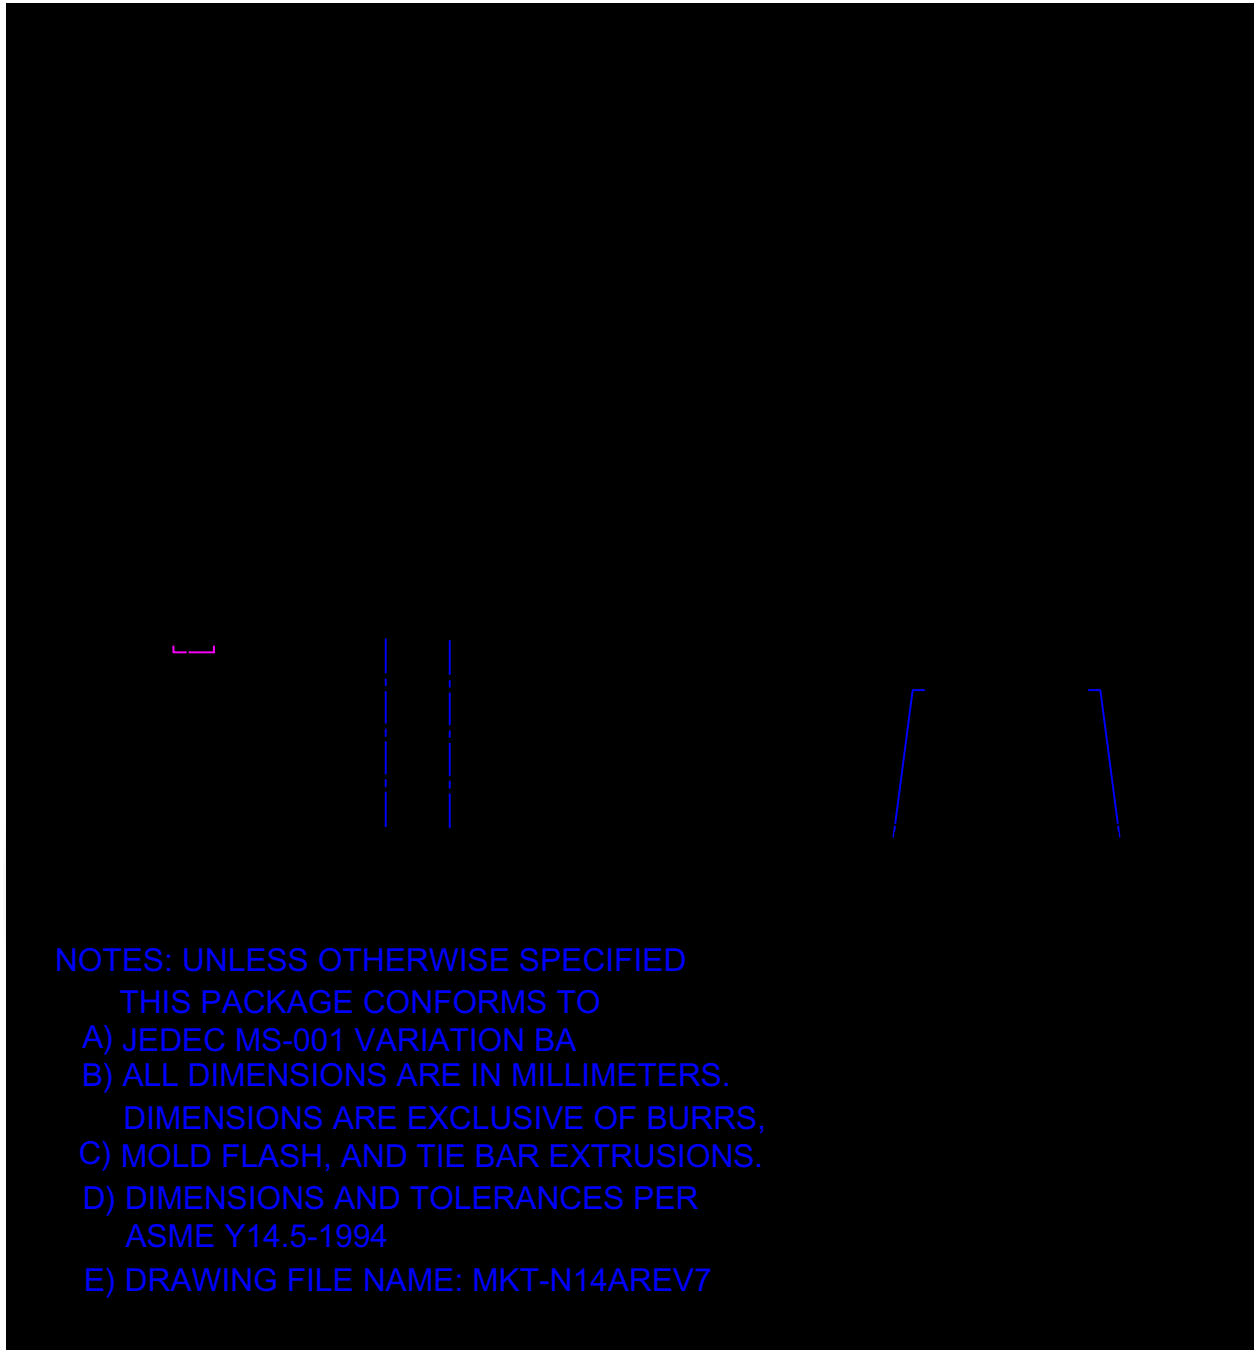 NOTES: UNLESS OTHERWISE SPECIFIED
THIS PACKAGE CONFORMS TO
A) JEDEC MS-001 VARIATION BA
B) ALL DIMENSIONS ARE IN MILLIMETERS.
DIMENSIONS ARE EXCLUSIVE OF BURRS,
C) MOLD FLASH, AND TIE BAR EXTRUSIONS.
D) DIMENSIONS AND TOLERANCES PER
ASME Y14.5-1994
E) DRAWING FILE NAME: MKT-N14AREV7